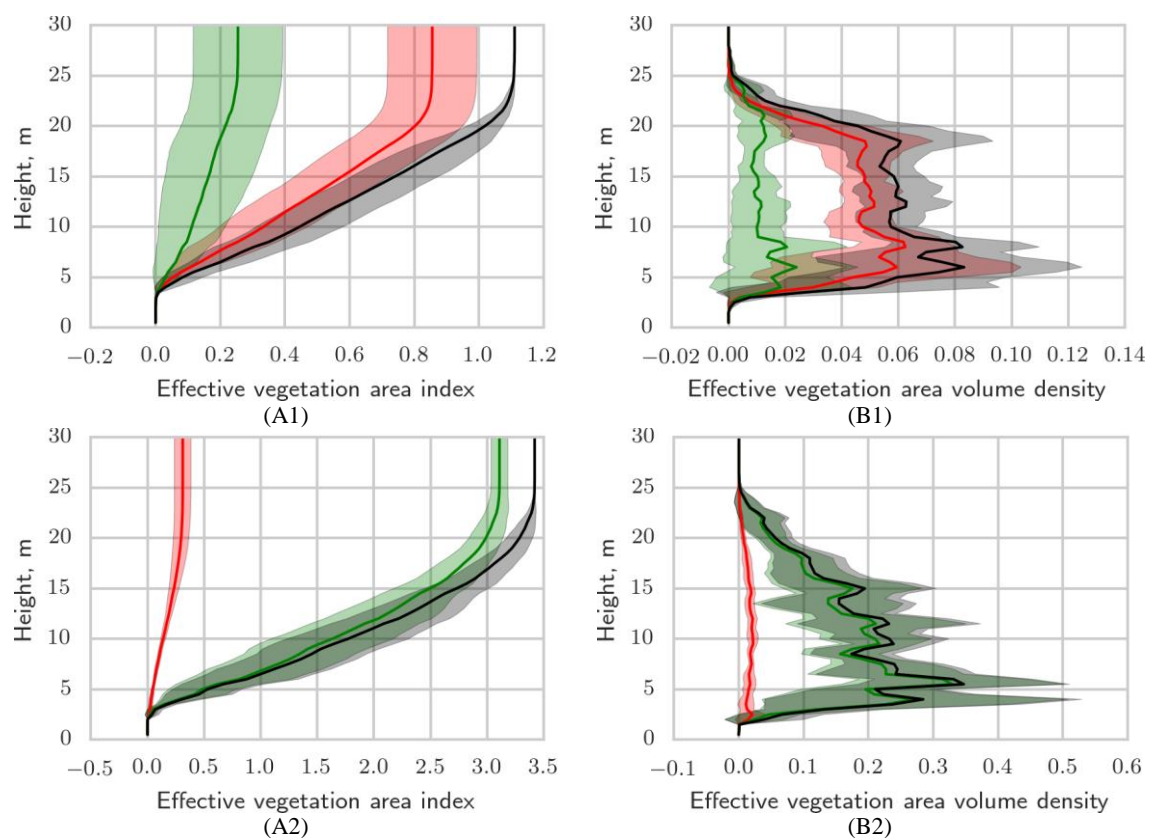 30
25
20
15
10
5
0
Height, m
−0.2 0.0 0.2 0.4 0.6 0.8 1.0 1.2
Effective vegetation area index
(A1)
30
25
20
15
10
5
0
Height, m
−0.02 0.00 0.02 0.04 0.06 0.08 0.10 0.12 0.14
Effective vegetation area volume density
(B1)
30
25
20
15
10
5
0
Height, m
−0.5 0.0 0.5 1.0 1.5 2.0 2.5 3.0 3.5
Effective vegetation area index
(A2)
30
25
20
15
10
5
0
Height, m
−0.1 0.0 0.1 0.2 0.3 0.4 0.5 0.6
Effective vegetation area volume density
(B2)